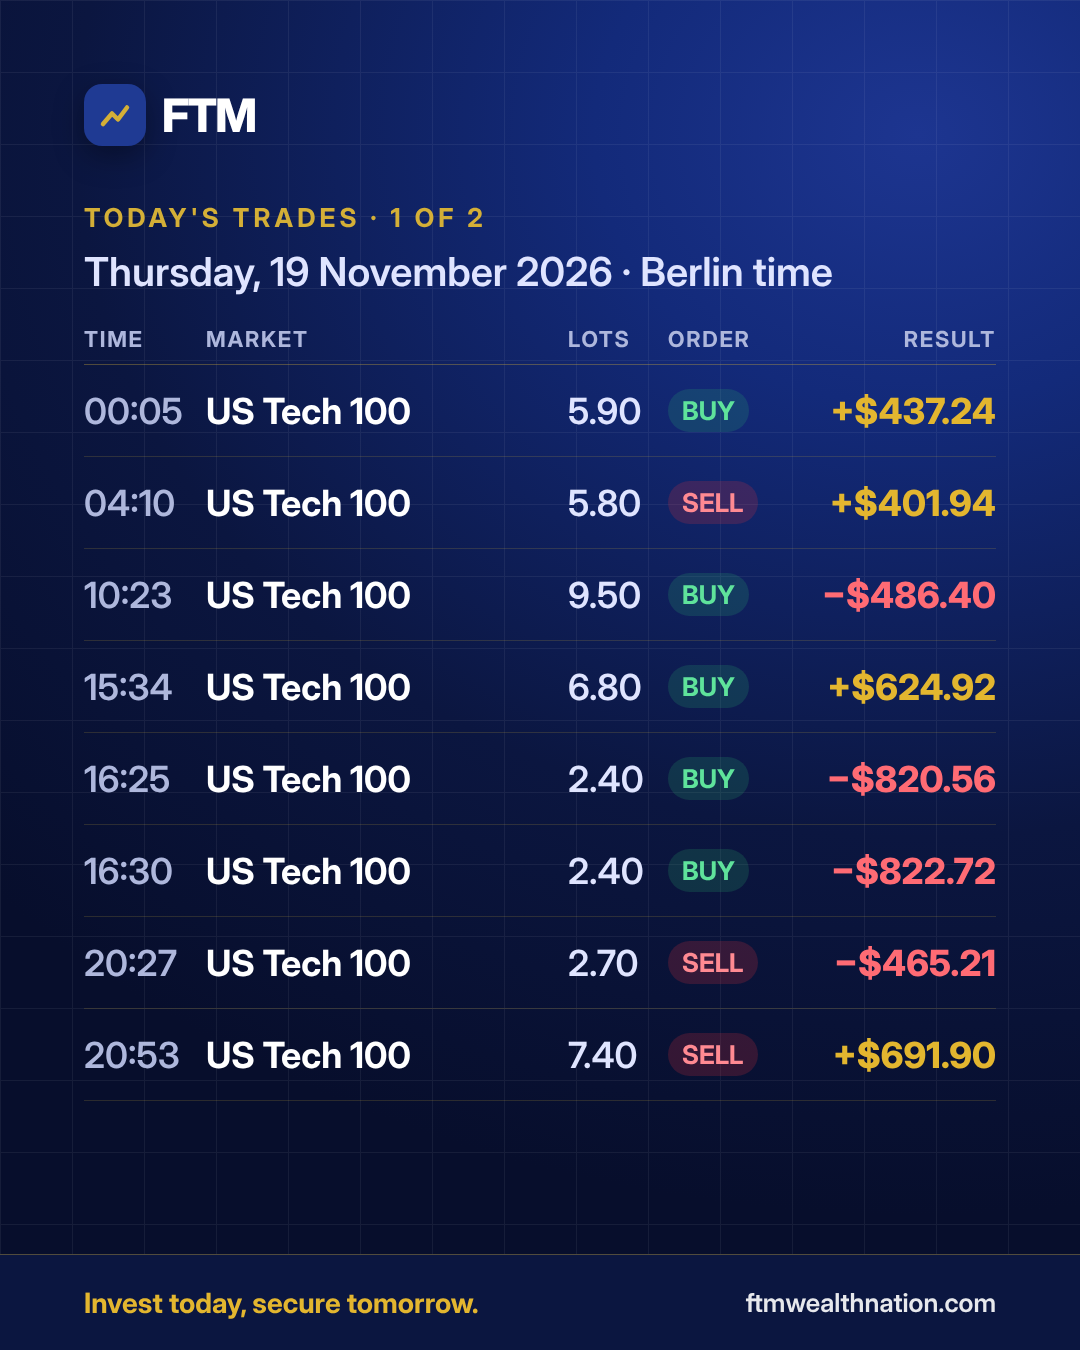 FTM
TODAY'S TRADES · 1 OF 2
Thursday, 19 November 2026 · Berlin time
TIME MARKET LOTS ORDER RESULT
00:05 US Tech 100 5.90 BUY +$437.24
04:10 US Tech 100 5.80 SELL +$401.94
10:23 US Tech 100 9.50 BUY −$486.40
15:34 US Tech 100 6.80 BUY +$624.92
16:25 US Tech 100 2.40 BUY −$820.56
16:30 US Tech 100 2.40 BUY −$822.72
20:27 US Tech 100 2.70 SELL −$465.21
20:53 US Tech 100 7.40 SELL +$691.90
Invest today, secure tomorrow. ftmwealthnation.com